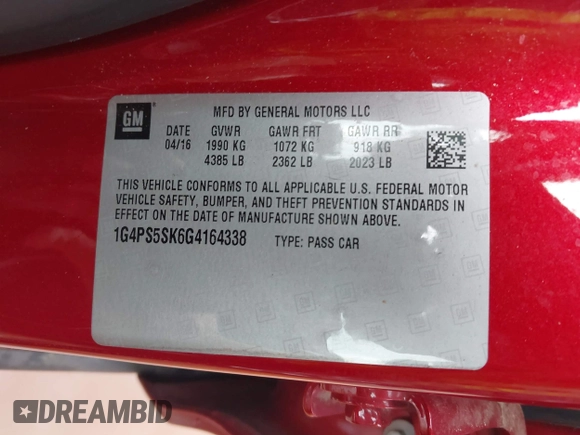 GM
MFD BY GENERAL MOTORS LLC
DATE GVWR GAWR FRT GAWR RR
04/16 1990 KG 1072 KG 918 KG
4385 LB 2362 LB 2023 LB
THIS VEHICLE CONFORMS TO ALL APPLICABLE U.S. FEDERAL MOTOR
VEHICLE SAFETY, BUMPER, AND THEFT PREVENTION STANDARDS IN
EFFECT ON THE DATE OF MANUFACTURE SHOWN ABOVE.
1G4PS5SK6G4164338 TYPE: PASS CAR
DREAMBID